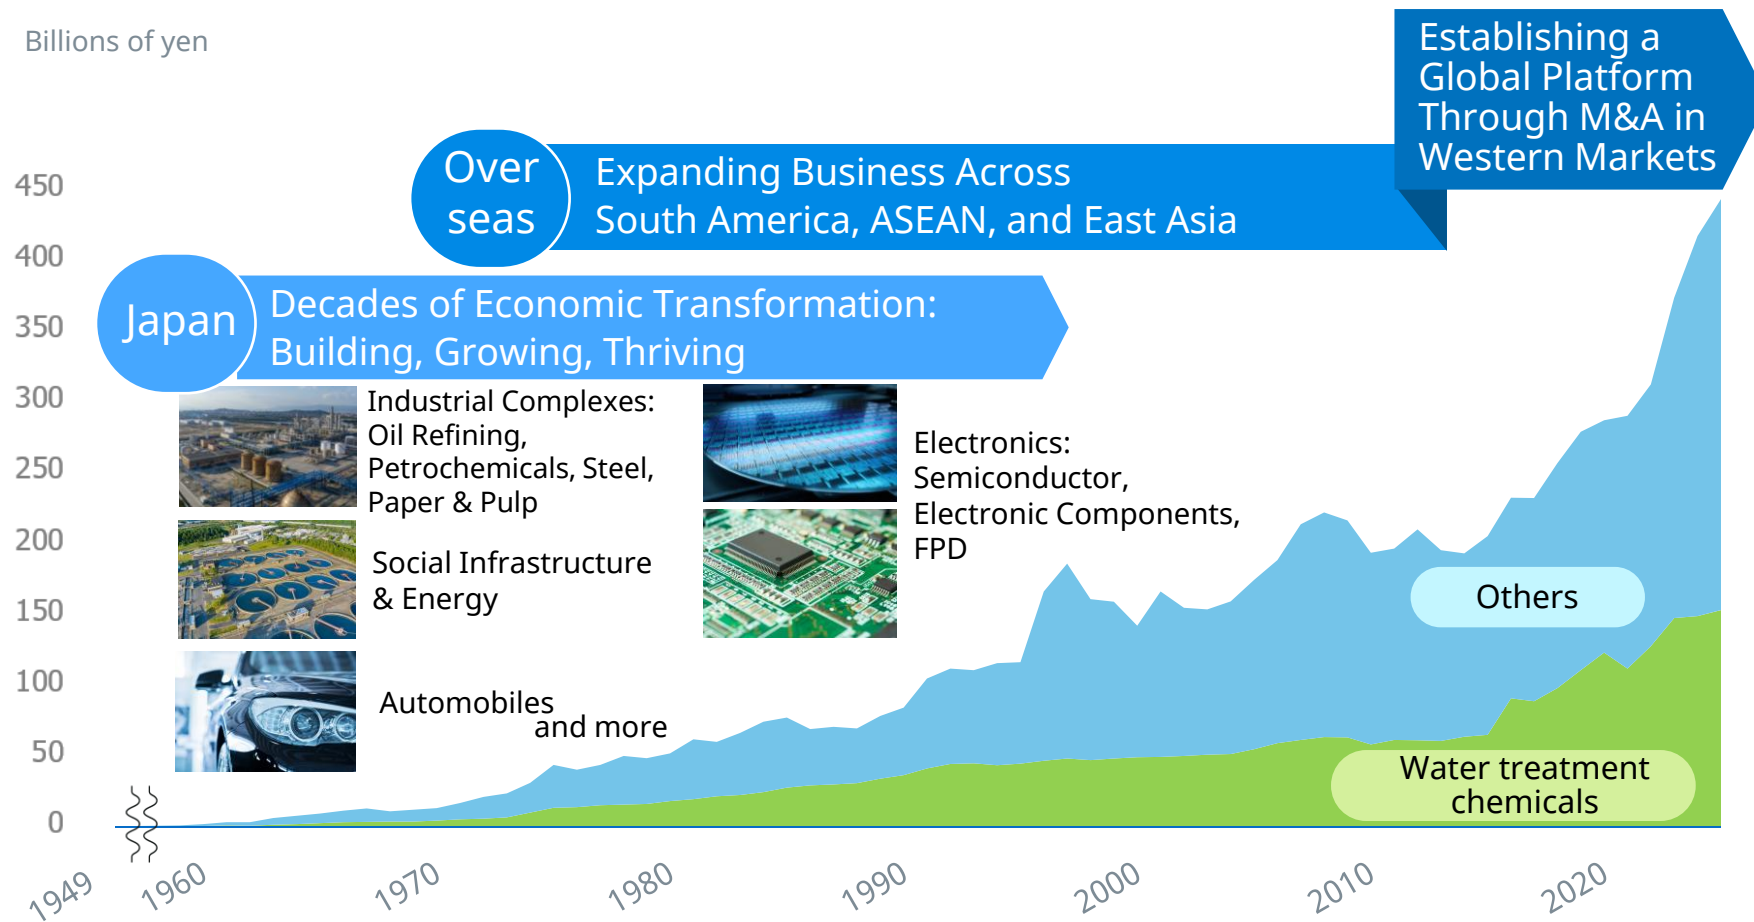 Billions of yen
Establishing a
Global Platform
Through M&A in
Western Markets
Over
seas
Expanding Business Across
South America, ASEAN, and East Asia
Japan
Decades of Economic Transformation:
Building, Growing, Thriving
Industrial Complexes:
Oil Refining,
Petrochemicals, Steel,
Paper & Pulp
Social Infrastructure
& Energy
Automobiles
and more
Electronics:
Semiconductor,
Electronic Components,
FPD
Others
Water treatment
chemicals
450
400
350
300
250
200
150
100
50
0
1949 1960 1970 1980 1990 2000 2010 2020